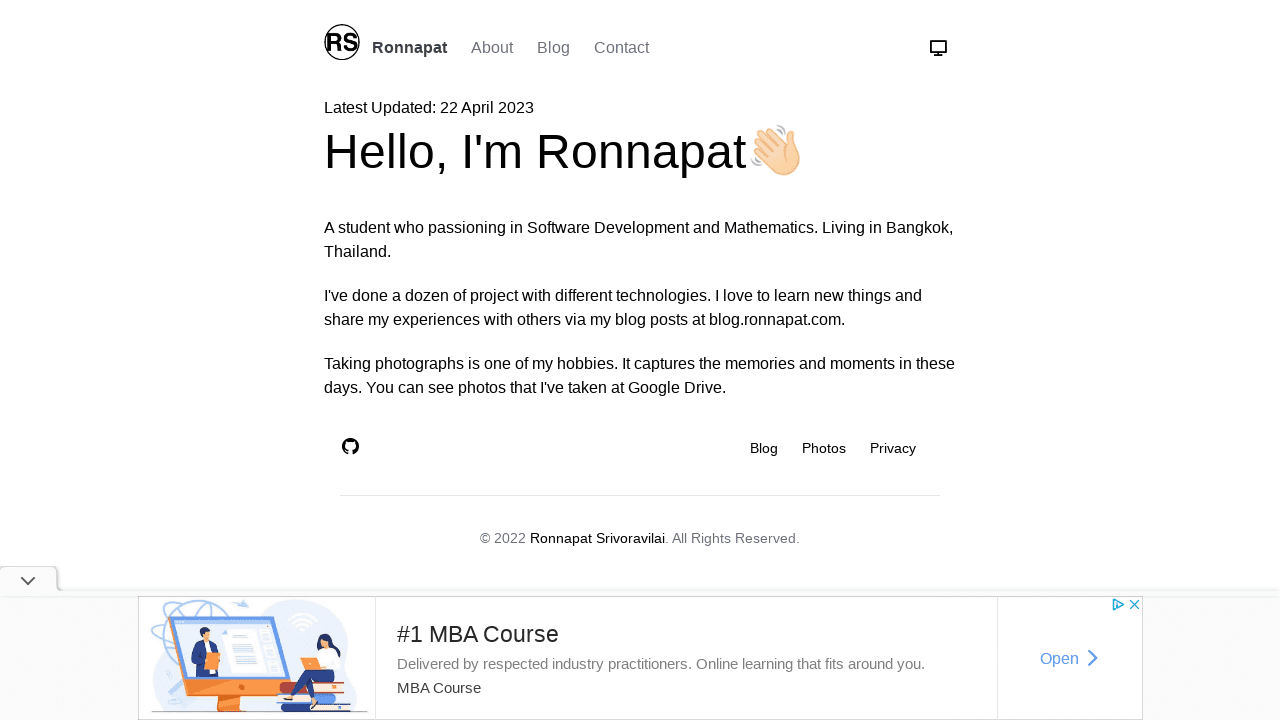 RS Ronnapat About Blog Contact
Latest Updated: 22 April 2023
Hello, I'm Ronnapat👋🏻
A student who passioning in Software Development and Mathematics. Living in Bangkok,
Thailand.
I've done a dozen of project with different technologies. I love to learn new things and
share my experiences with others via my blog posts at blog.ronnapat.com.
Taking photographs is one of my hobbies. It captures the memories and moments in these
days. You can see photos that I've taken at Google Drive.
Blog Photos Privacy
© 2022 Ronnapat Srivoravilai. All Rights Reserved.
#1 MBA Course
Delivered by respected industry practitioners. Online learning that fits around you.
MBA Course
Open